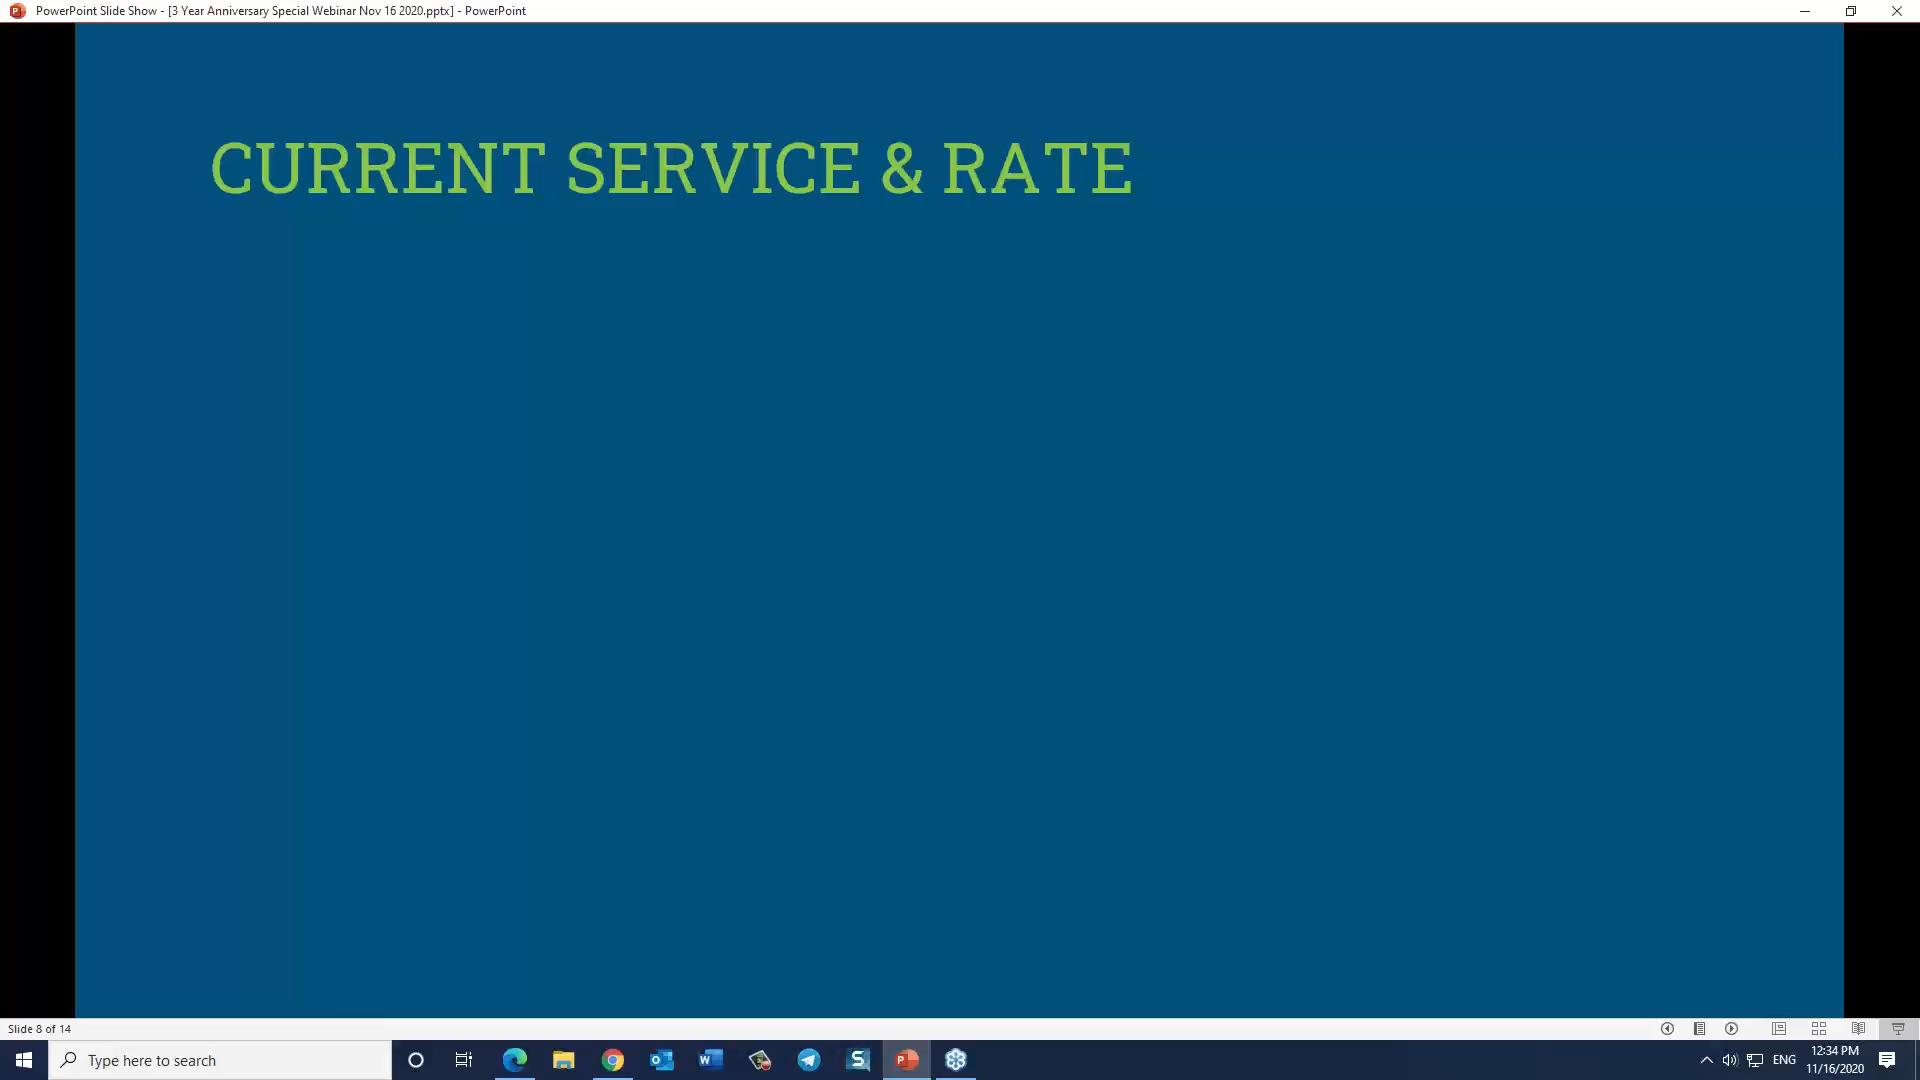 PowerPoint Slide Show - [3 Year Anniversary Special Webinar Nov 16 2020.pptx] - PowerPoint
CURRENT SERVICE & RATE
Slide 8 of 14
Type here to search
ENG
12:34 PM
11/16/2020